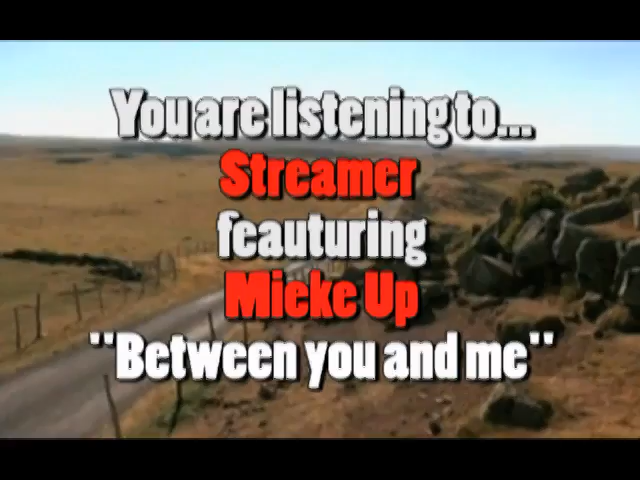 You are listening to...
Streamer
feauturing
Mieke Up
"Between you and me"